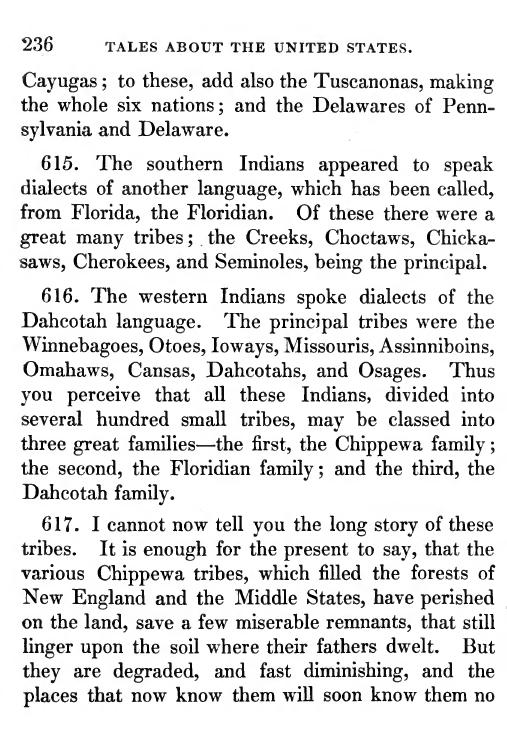 236 TALES ABOUT THE UNITED STATES.
Cayugas; to these, add also the Tuscanonas, making
the whole six nations; and the Delawares of Penn-
sylvania and Delaware.
615. The southern Indians appeared to speak
dialects of another language, which has been called,
from Florida, the Floridian. Of these there were a
great many tribes; the Creeks, Choctaws, Chicka-
saws, Cherokees, and Seminoles, being the principal.
616. The western Indians spoke dialects of the
Dahcotah language. The principal tribes were the
Winnebagoes, Otoes, Ioways, Missouris, Assinniboins,
Omahaws, Cansas, Dahcotahs, and Osages. Thus
you perceive that all these Indians, divided into
several hundred small tribes, may be classed into
three great families—the first, the Chippewa family;
the second, the Floridian family; and the third, the
Dahcotah family.
617. I cannot now tell you the long story of these
tribes. It is enough for the present to say, that the
various Chippewa tribes, which filled the forests of
New England and the Middle States, have perished
on the land, save a few miserable remnants, that still
linger upon the soil where their fathers dwelt. But
they are degraded, and fast diminishing, and the
places that now know them will soon know them no